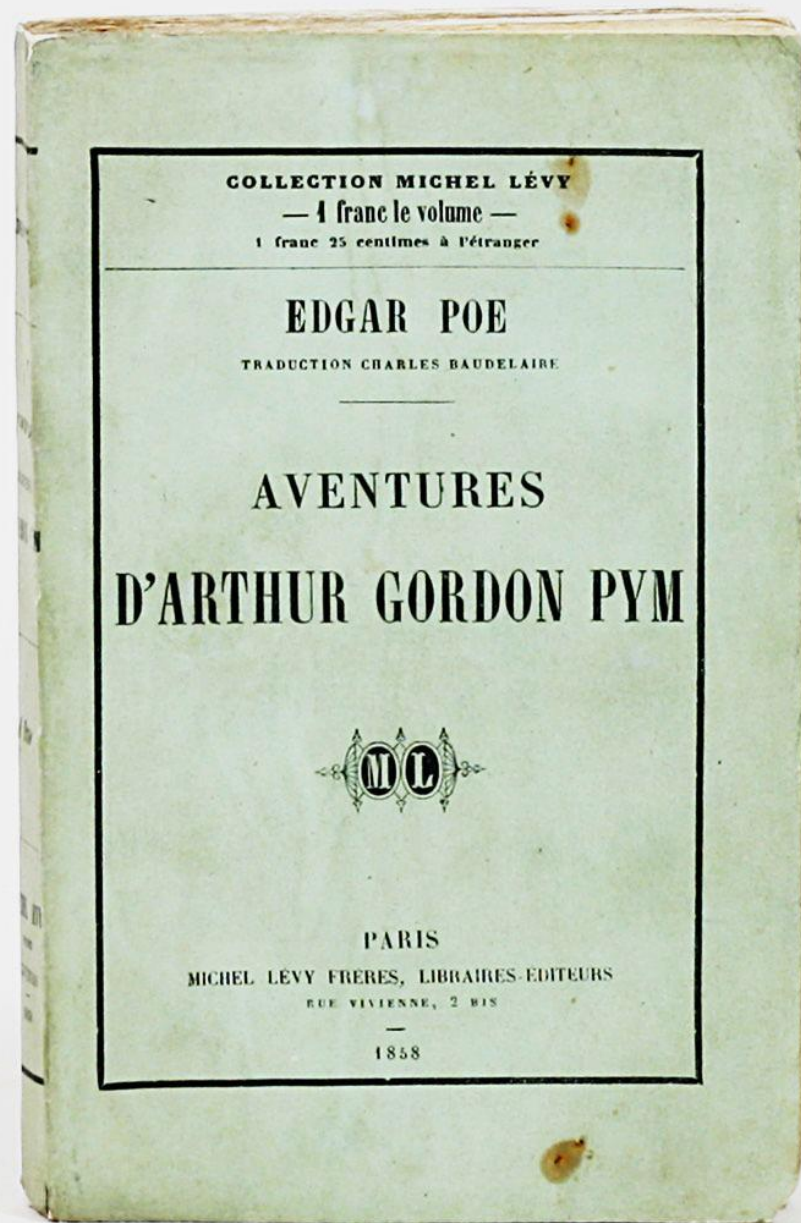 COLLECTION MICHEL LÉVY
— 1 franc le volume —
1 franc 25 centimes à l'étranger
EDGAR POE
TRADUCTION CHARLES BAUDELAIRE
AVENTURES
D'ARTHUR GORDON PYM
M L
PARIS
MICHEL LÉVY FRÈRES, LIBRAIRES-ÉDITEURS
RUE VIVIENNE, 2 BIS
—
1858